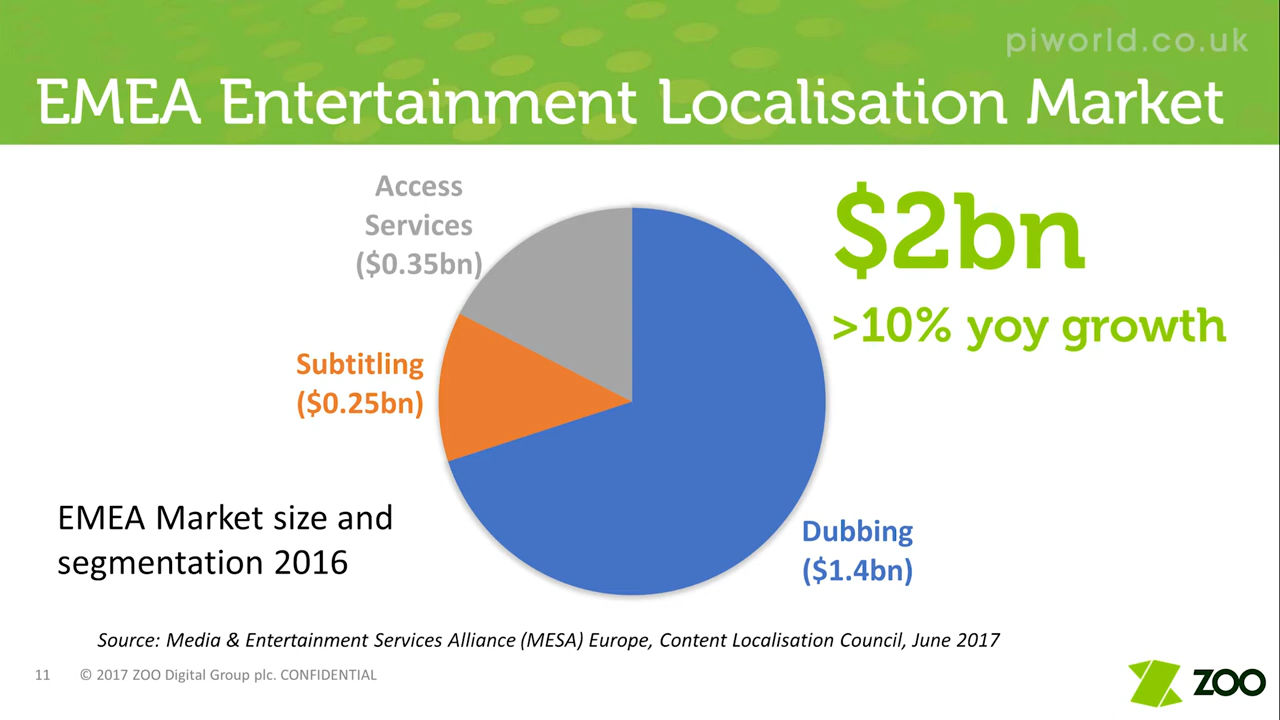 piworld.co.uk
EMEA Entertainment Localisation Market
Access
Services
($0.35bn)
$2bn
>10% yoy growth
Subtitling
($0.25bn)
EMEA Market size and
segmentation 2016
Dubbing
($1.4bn)
Source: Media & Entertainment Services Alliance (MESA) Europe, Content Localisation Council, June 2017
11 © 2017 ZOO Digital Group plc. CONFIDENTIAL
ZOO